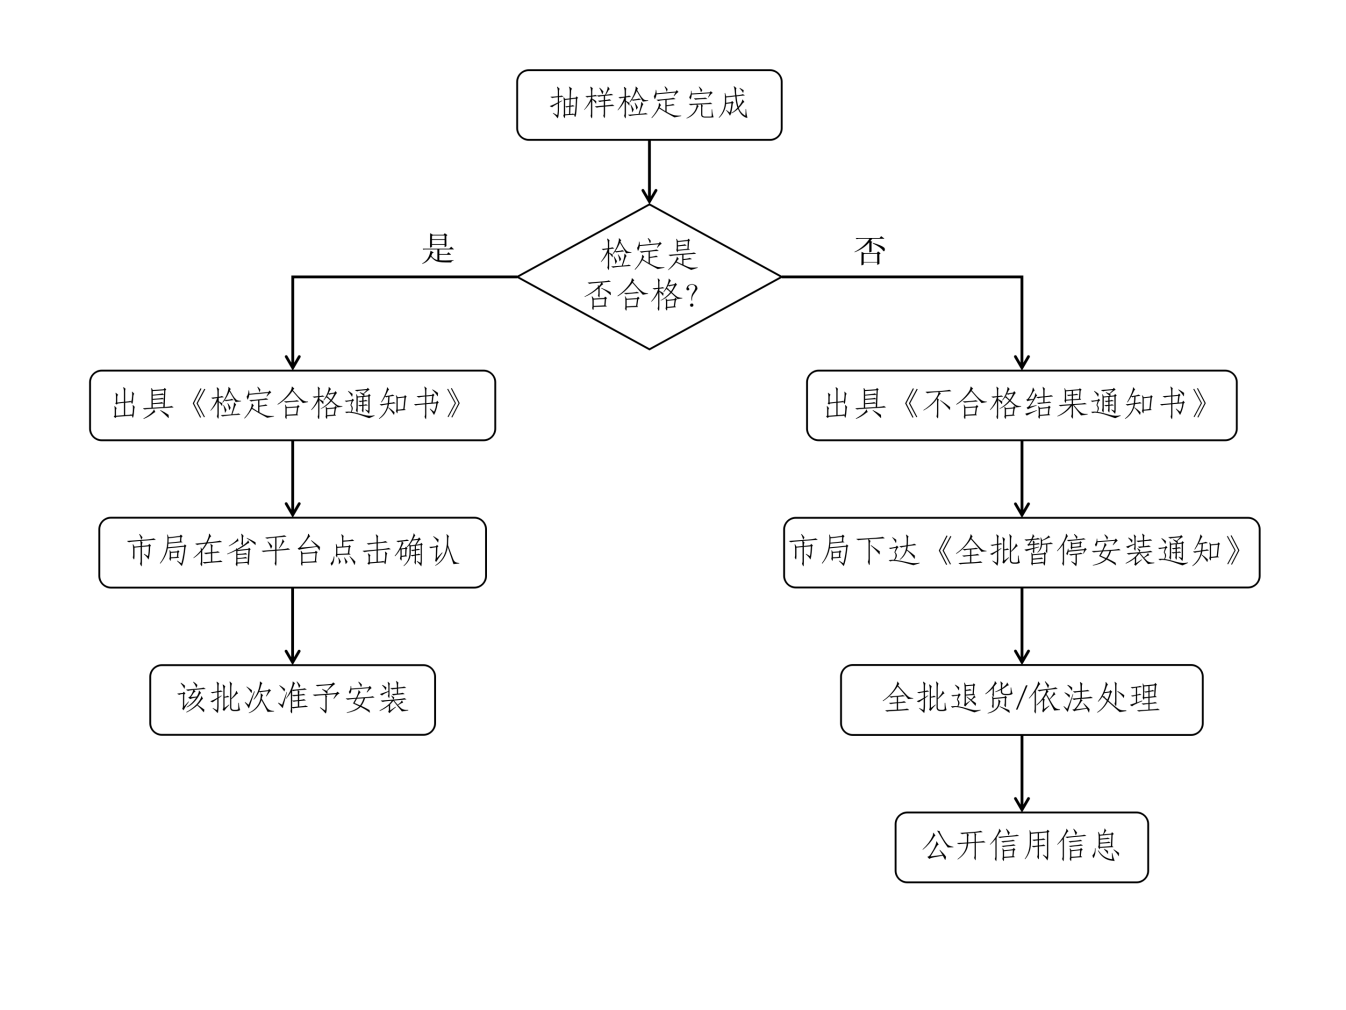 抽样检定完成
是
检定是
否合格?
否
出具《检定合格通知书》
出具《不合格结果通知书》
市局在省平台点击确认
市局下达《全批暂停安装通知》
该批次准予安装
全批退货/依法处理
公开信用信息